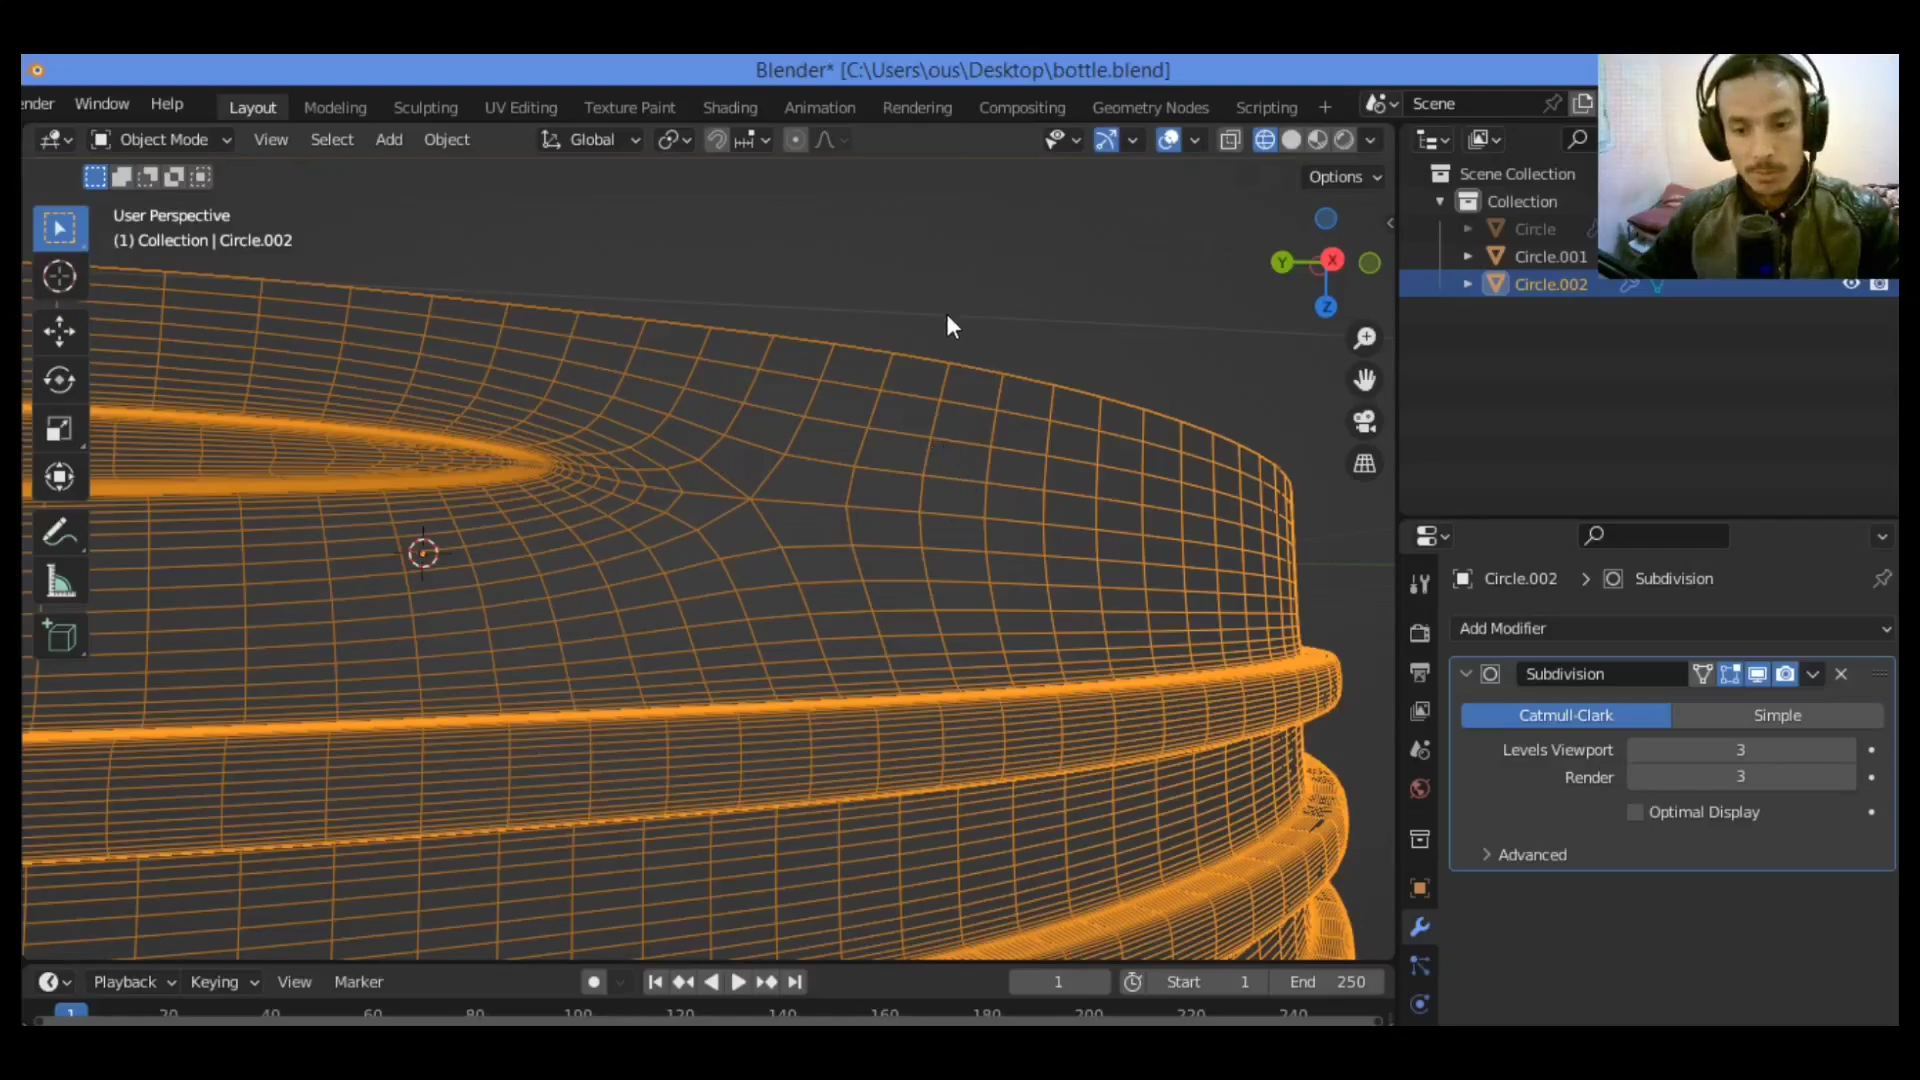 Blender* [C:\Users\ous\Desktop\bottle.blend]
nder Window Help Layout Modeling Sculpting UV Editing Texture Paint Shading Animation Rendering Compositing Geometry Nodes Scripting + Scene
Object Mode View Select Add Object Global
Options
User Perspective
(1) Collection | Circle.002
Y X
Z
Scene Collection
Collection
Circle
Circle.001
Circle.002
Circle.002 > Subdivision
Add Modifier
Subdivision
Catmull-Clark Simple
Levels Viewport 3
Render 3
Optimal Display
Advanced
Playback Keying View Marker 1 Start 1 End 250
1 20 40 60 80 100 120 140 160 180 200 220 240